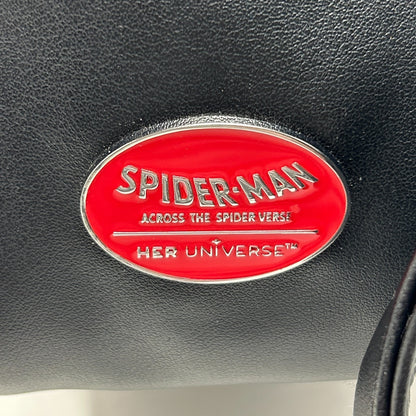 SPIDER-MAN
ACROSS THE SPIDER VERSE
HER UNIVERSE™